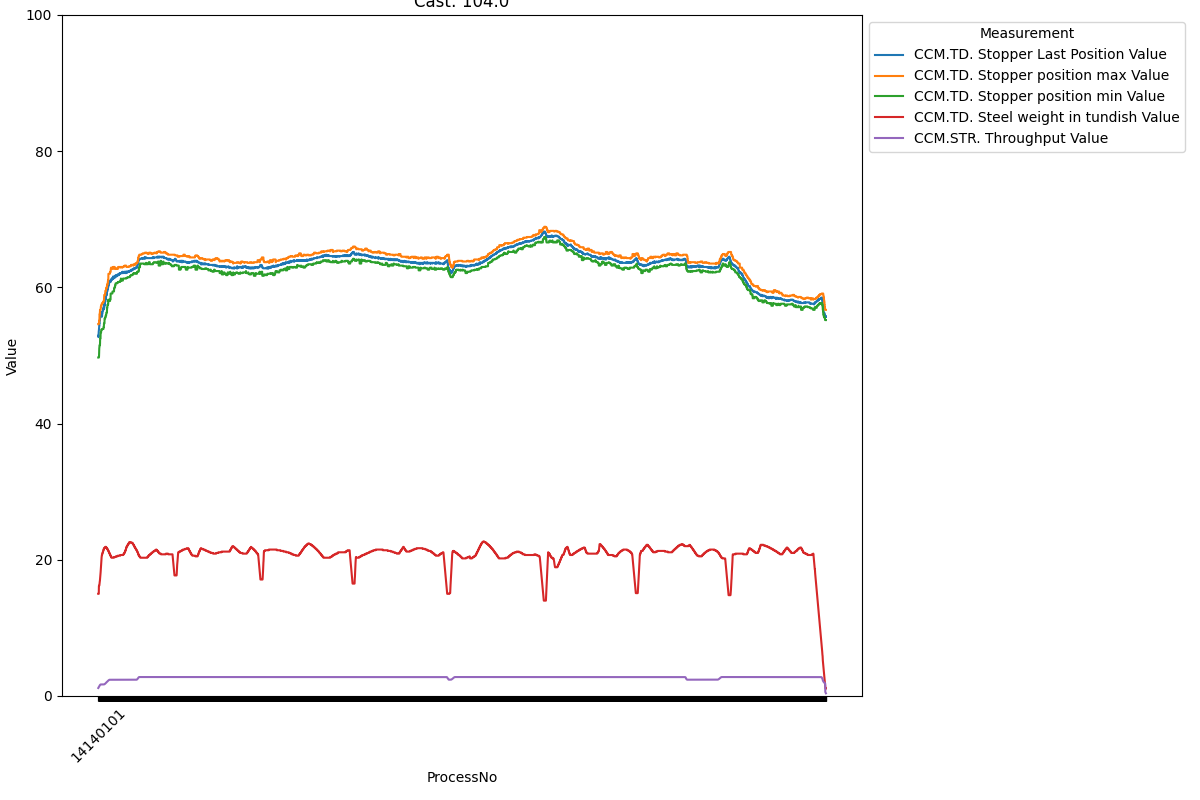 Cast: 104.0
100
80
60
40
20
0
Value
14140101
ProcessNo
Measurement
CCM.TD. Stopper Last Position Value
CCM.TD. Stopper position max Value
CCM.TD. Stopper position min Value
CCM.TD. Steel weight in tundish Value
CCM.STR. Throughput Value